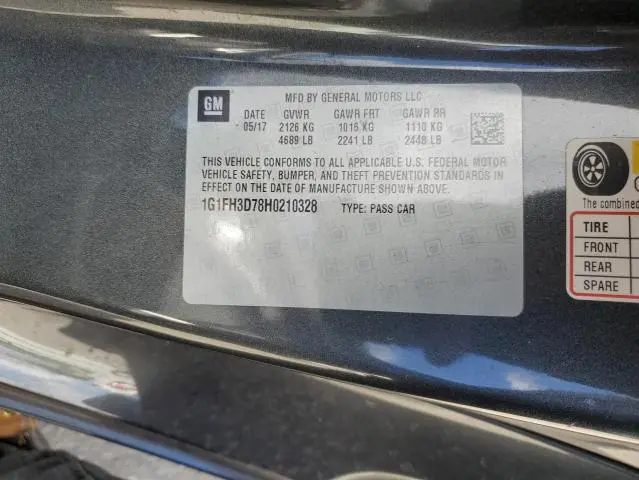 GM
MFD BY GENERAL MOTORS LLC
DATE GVWR GAWR FRT GAWR RR
05/17 2126 KG 1016 KG 1110 KG
4689 LB 2241 LB 2448 LB
THIS VEHICLE CONFORMS TO ALL APPLICABLE U.S. FEDERAL MOTOR
VEHICLE SAFETY, BUMPER, AND THEFT PREVENTION STANDARDS IN
EFFECT ON THE DATE OF MANUFACTURE SHOWN ABOVE.
1G1FH3D78H0210328 TYPE: PASS CAR
The combined
TIRE
FRONT
REAR
SPARE